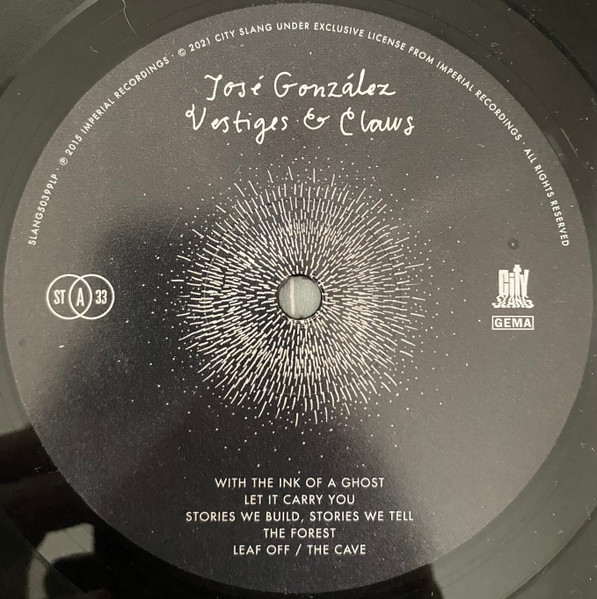 SLANG50399LP · ℗ 2015 IMPERIAL RECORDINGS · © 2021 CITY SLANG UNDER EXCLUSIVE LICENSE FROM IMPERIAL RECORDINGS · ALL RIGHTS RESERVED
José González
Vestiges & Claws
ST A 33
City
SLANG
GEMA
WITH THE INK OF A GHOST
LET IT CARRY YOU
STORIES WE BUILD, STORIES WE TELL
THE FOREST
LEAF OFF / THE CAVE